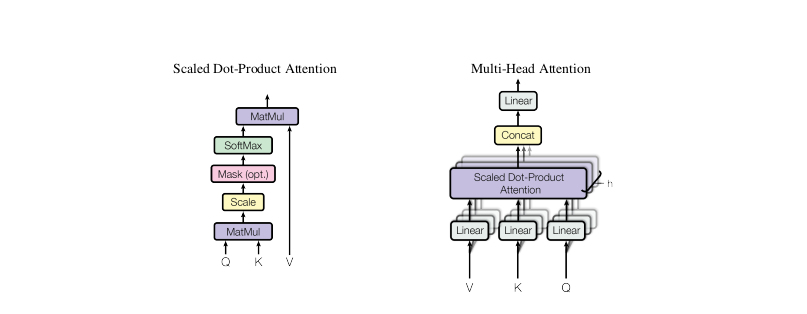 Scaled Dot-Product Attention
MatMul
SoftMax
Mask (opt.)
Scale
MatMul
Q K V
Multi-Head Attention
Linear
Concat
Scaled Dot-Product
Attention
h
Linear Linear Linear
V K Q